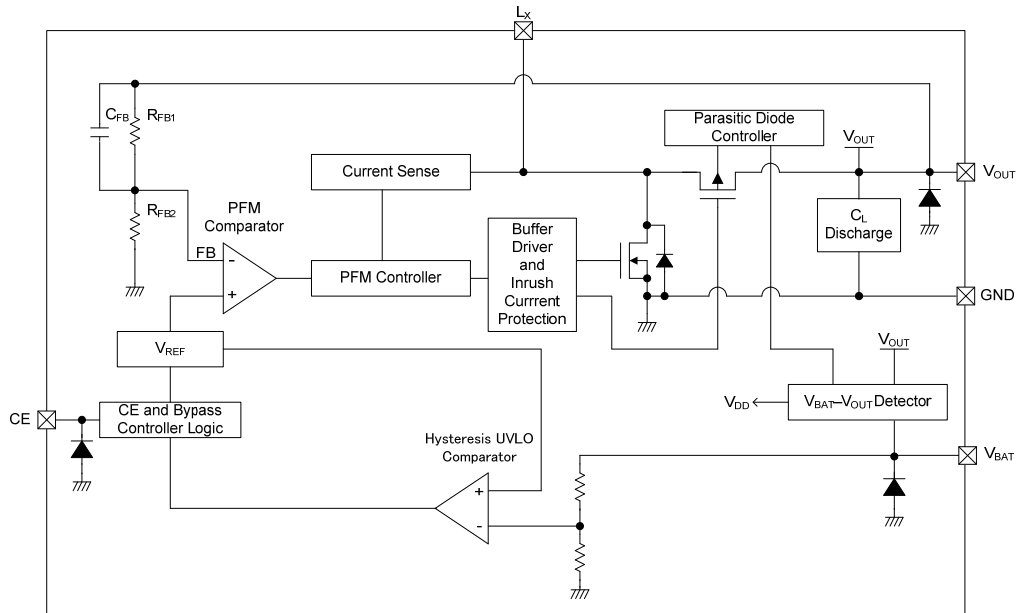 LX
CFB
RFB1
Parasitic Diode
Controller
VOUT
VOUT
Current Sense
RFB2
PFM
Comparator
CL
Discharge
Buffer
Driver
and
Inrush
Currrent
Protection
FB
-
+
PFM Controller
GND
VREF
VOUT
CE
CE and Bypass
Controller Logic
VDD
VBAT–VOUT Detector
Hysteresis UVLO
Comparator
VBAT
+
-